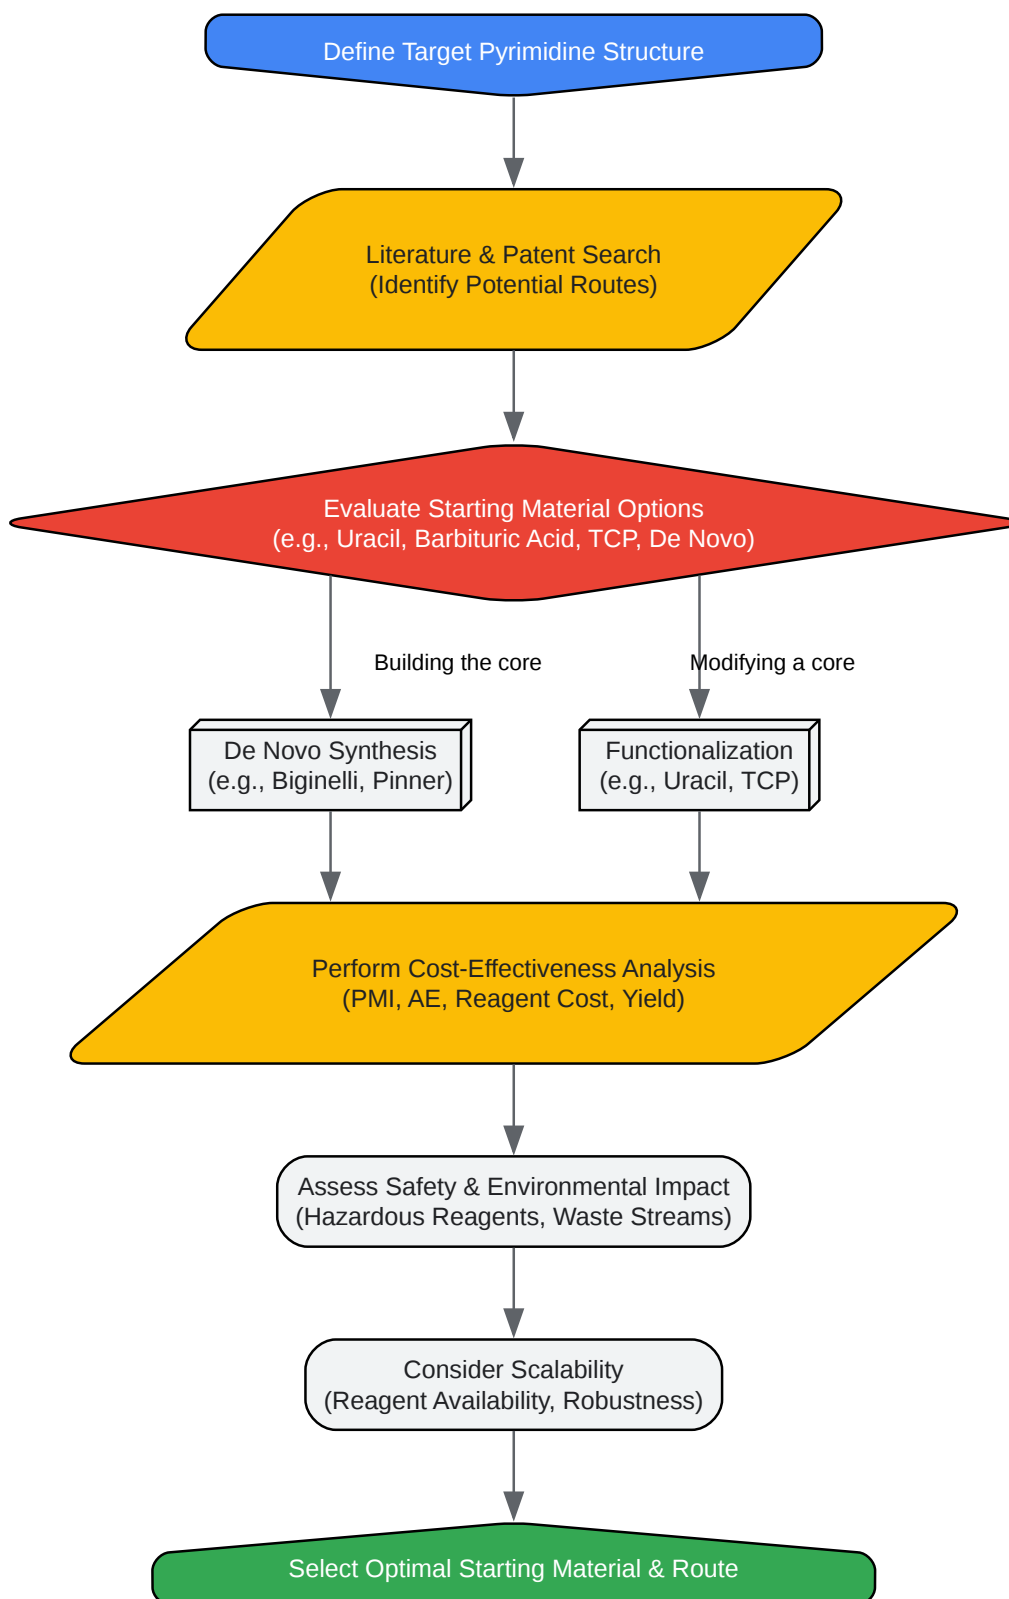 Define Target Pyrimidine Structure
Literature & Patent Search
(Identify Potential Routes)
Evaluate Starting Material Options
(e.g., Uracil, Barbituric Acid, TCP, De Novo)
Building the core
Modifying a core
De Novo Synthesis
(e.g., Biginelli, Pinner)
Functionalization
(e.g., Uracil, TCP)
Perform Cost-Effectiveness Analysis
(PMI, AE, Reagent Cost, Yield)
Assess Safety & Environmental Impact
(Hazardous Reagents, Waste Streams)
Consider Scalability
(Reagent Availability, Robustness)
Select Optimal Starting Material & Route